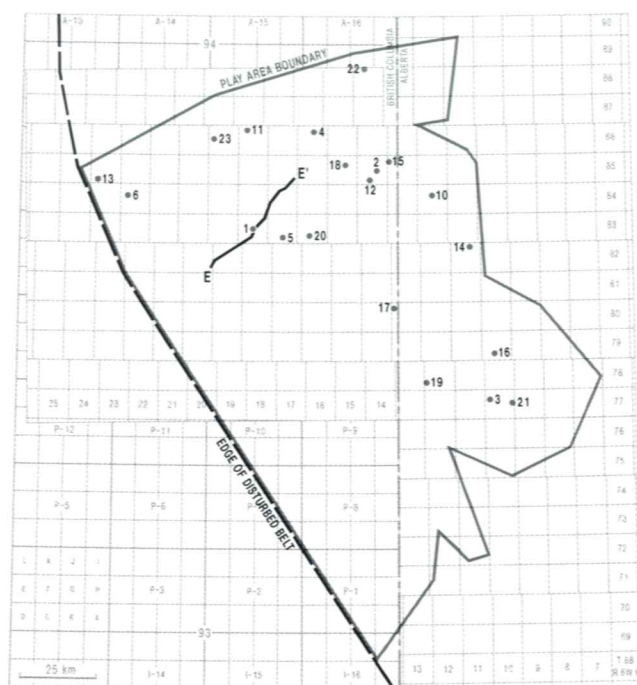 A-13 A-14 A-15 A-16 90
94
89
PLAY AREA BOUNDARY
BRITISH COLUMBIA
ALBERTA
22 88
87
23 11 4 86
18 2 15 85
13 12
E'
6 10 84
1 5 20
14 82
E
17 80
79
16
19 78
25 24 23 22 21 20 19 18 17 16 15 14 3 21 77
P-12 P-11 P-10 P-9 76
75
EDGE OF DISTURBED BELT
P-5 P-6 P-8
73
L K J I 72
E F G H P-3 P-2 P-1 71
D C B A 70
93 69
25 km 13 12 11 10 9 8 7
T.68
R.6W
I-14 I-15 I-16